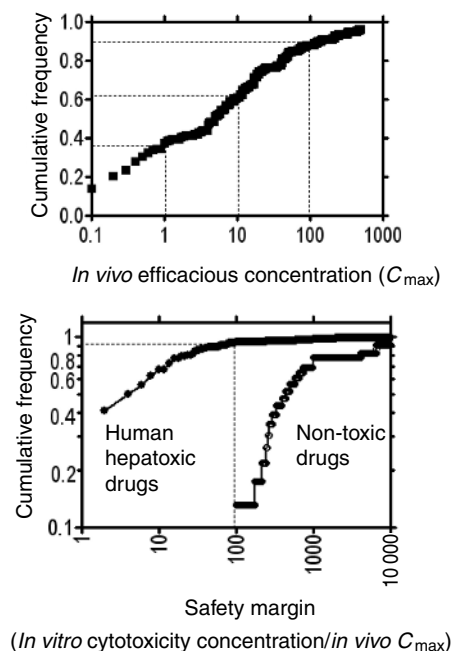 Cumulative frequency
1.0
0.8
0.6
0.4
0.2
0.0
0.1 1 10 100 1000
In vivo efficacious concentration (Cmax)
Cumulative frequency
1
0.8
0.6
0.4
0.2
0.1
Human
hepatoxic
drugs
Non-toxic
drugs
1 10 100 1000 10 000
Safety margin
(In vitro cytotoxicity concentration/in vivo Cmax)